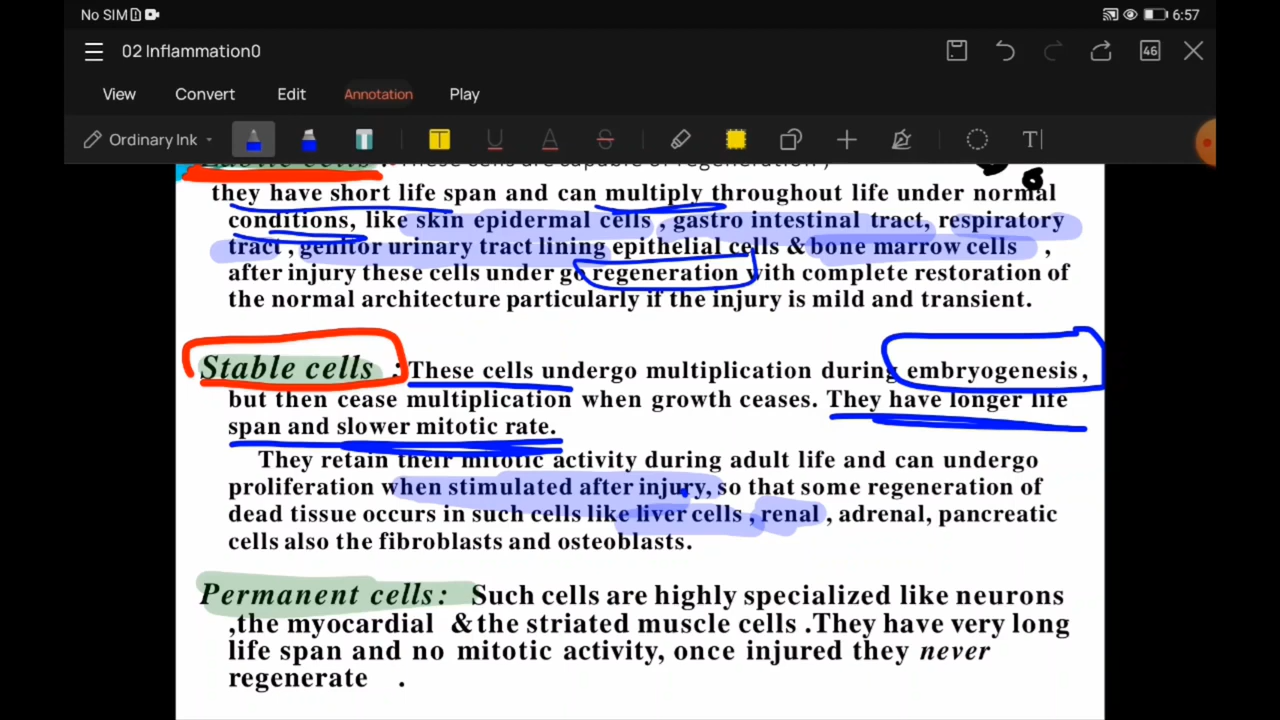 No SIM 6:57
02 Inflammation0 46
View Convert Edit Annotation Play
Ordinary Ink U A S T
they have short life span and can multiply throughout life under normal
conditions, like skin epidermal cells , gastro intestinal tract, respiratory
tract , genitor urinary tract lining epithelial cells & bone marrow cells ,
after injury these cells under go regeneration with complete restoration of
the normal architecture particularly if the injury is mild and transient.
Stable cells : These cells undergo multiplication during embryogenesis,
but then cease multiplication when growth ceases. They have longer life
span and slower mitotic rate.
They retain their mitotic activity during adult life and can undergo
proliferation when stimulated after injury, so that some regeneration of
dead tissue occurs in such cells like liver cells , renal , adrenal, pancreatic
cells also the fibroblasts and osteoblasts.
Permanent cells: Such cells are highly specialized like neurons
,the myocardial & the striated muscle cells .They have very long
life span and no mitotic activity, once injured they never
regenerate .